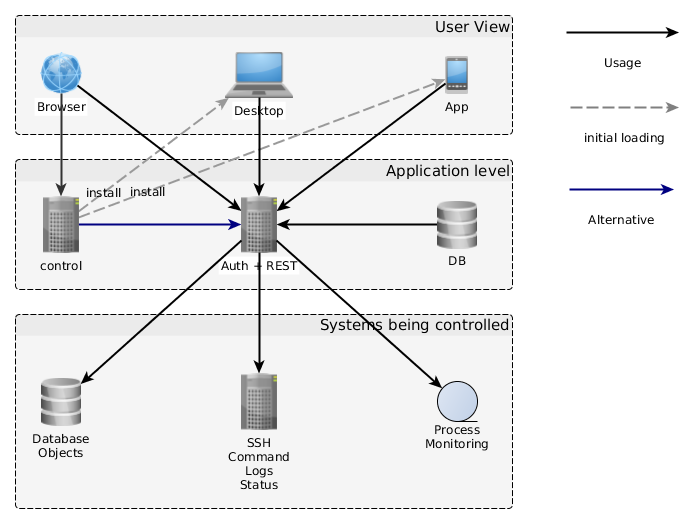 User View
Usage
Browser
Desktop
App
initial loading
Application level
install install
Alternative
control
Auth + REST
DB
Systems being controlled
Database
Objects
SSH
Command
Logs
Status
Process
Monitoring